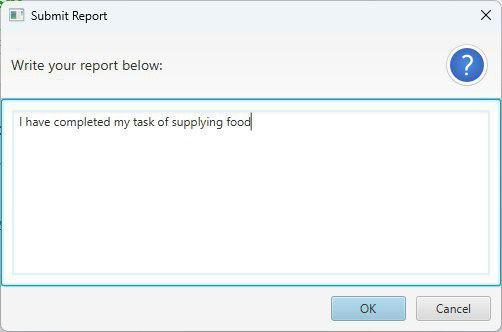 Submit Report
Write your report below:
?
I have completed my task of supplying food
OK
Cancel